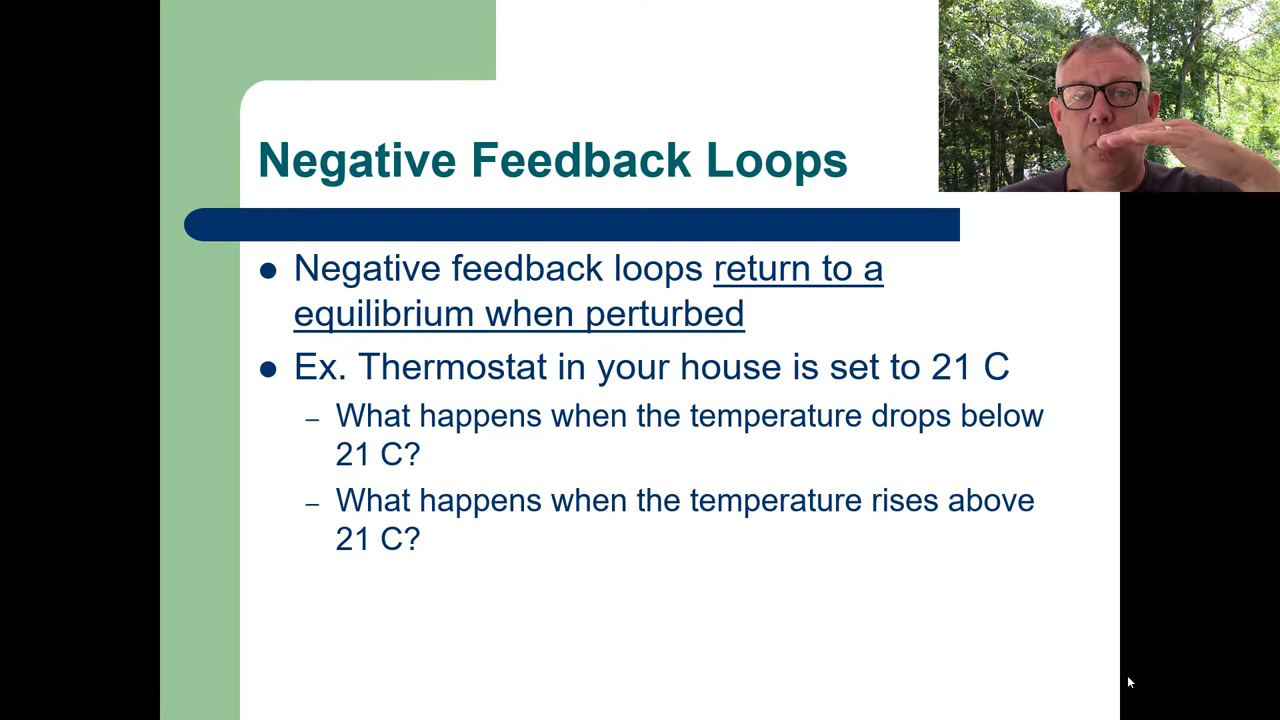 Negative Feedback Loops
● Negative feedback loops return to a
equilibrium when perturbed
● Ex. Thermostat in your house is set to 21 C
– What happens when the temperature drops below
21 C?
– What happens when the temperature rises above
21 C?